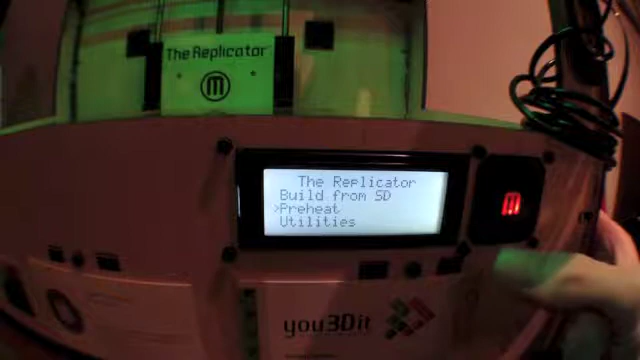 The Replicator
M
The Replicator
Build from SD
>Preheat
Utilities
M
you3Dit